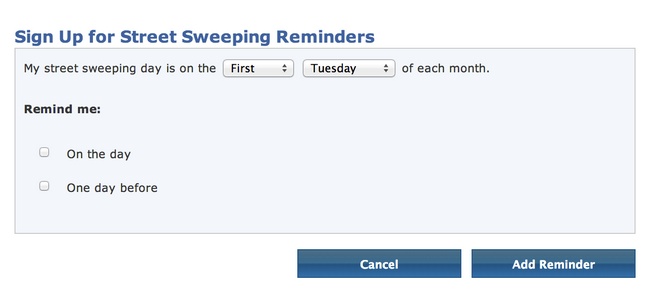 Sign Up for Street Sweeping Reminders
My street sweeping day is on the First Tuesday of each month.
Remind me:
On the day
One day before
Cancel Add Reminder